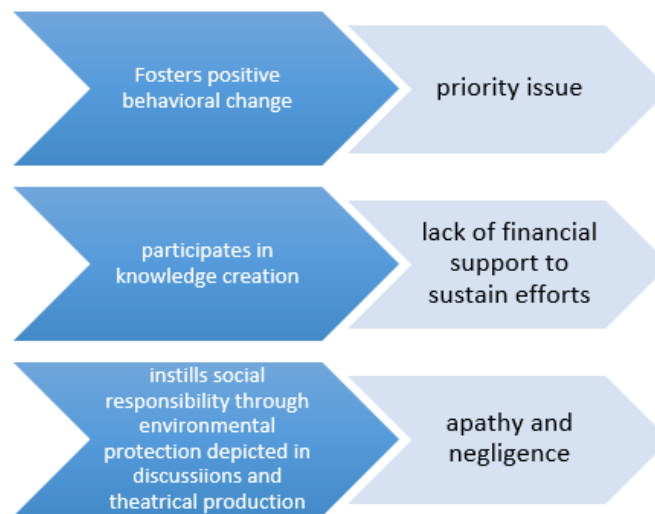 Fosters positive
behavioral change
priority issue
participates in
knowledge creation
lack of financial
support to
sustain efforts
instills social
responsibility through
environmental
protection depicted in
discussiions and
theatrical production
apathy and
negligence